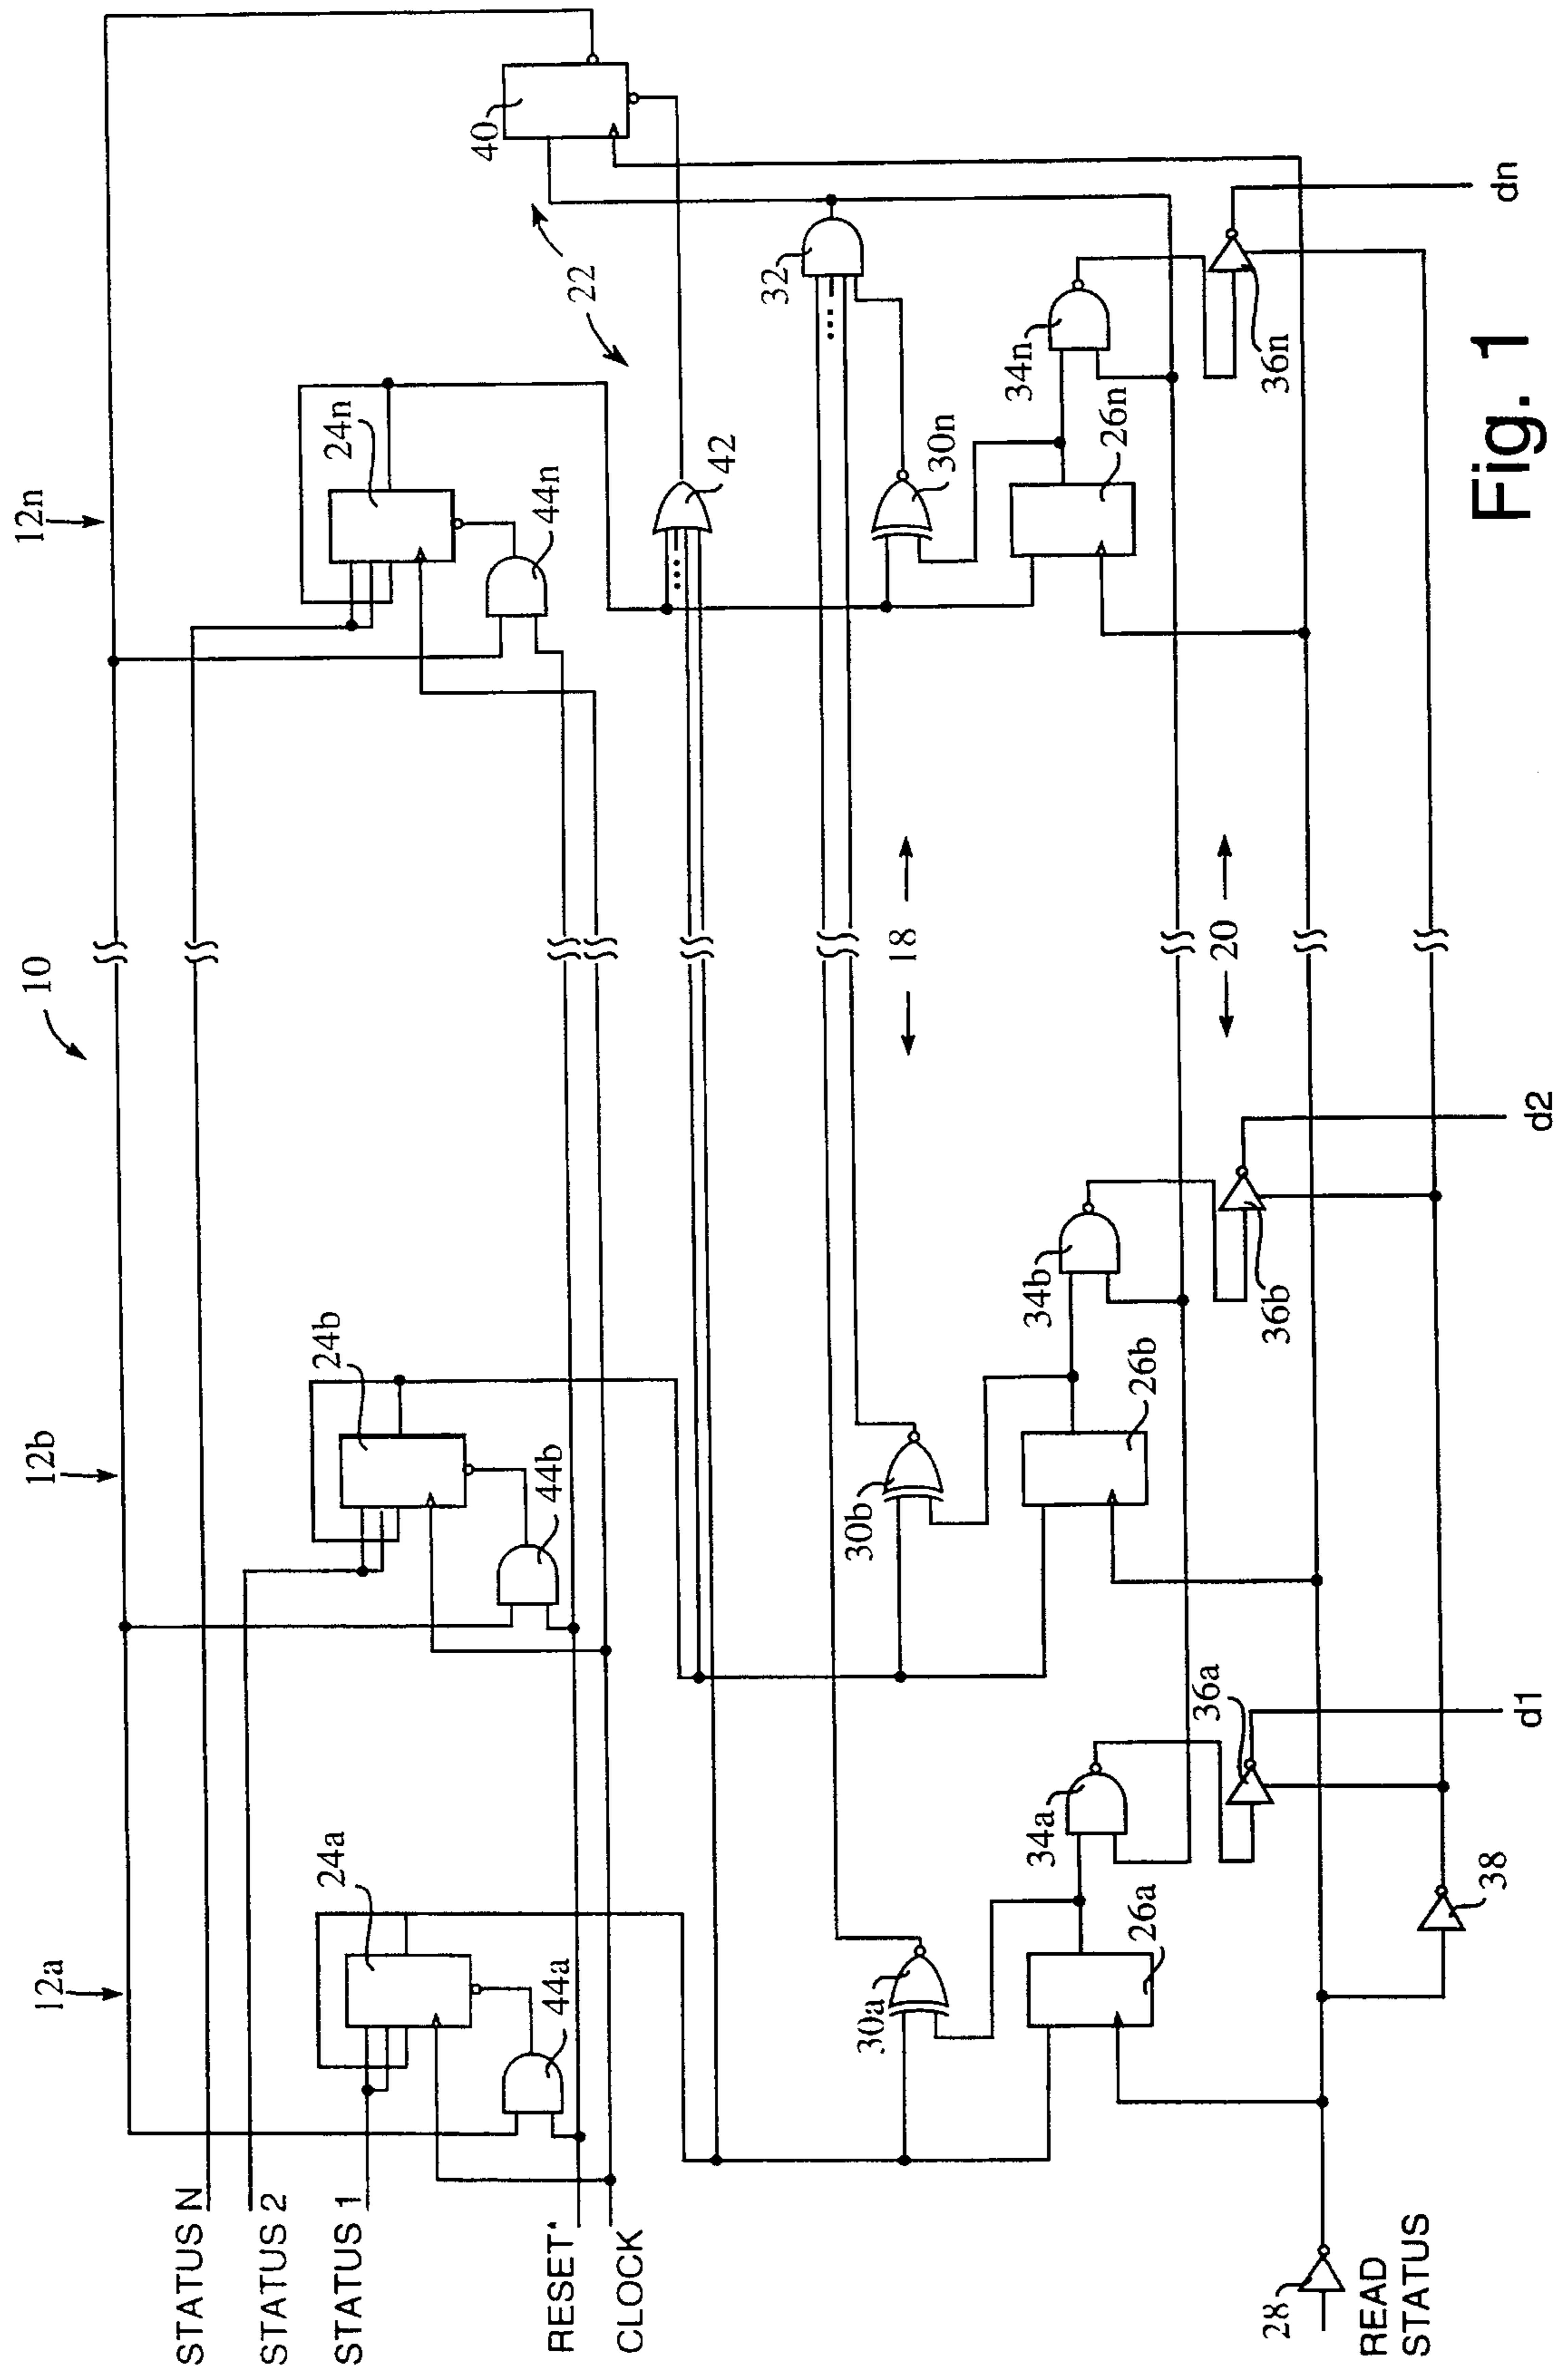 10
12a
12b
12n
STATUS N
STATUS 2
STATUS 1
24a
24b
24n
40
RESET*
CLOCK
44a
44b
44n
22
42
32
18
30a
30b
30n
34a
34b
34n
26a
26b
26n
20
36a
36b
36n
28
38
READ
STATUS
d1
d2
dn
Fig. 1